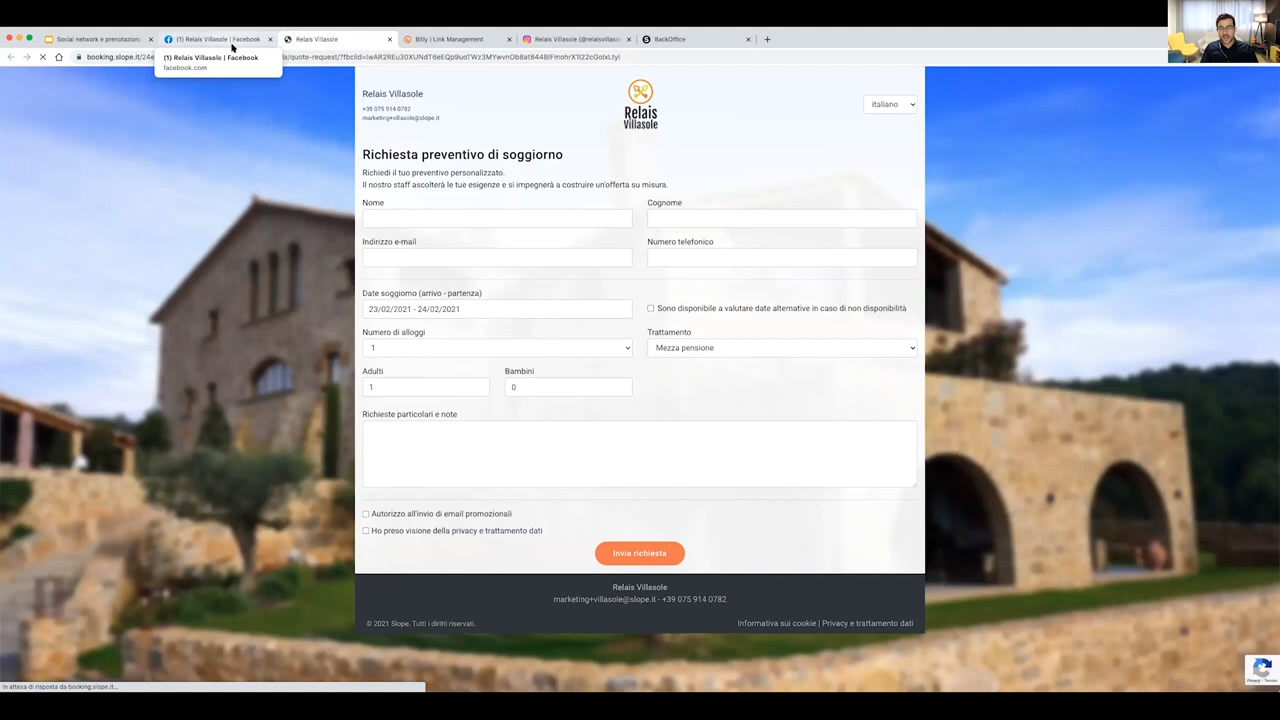 Social network e prenotazioni
(1) Relais Villasole | Facebook
Relais Villasole
Bitly | Link Management
Relais Villasole (@relaisvillaso
BackOffice
booking.slope.it/24e
(1) Relais Villasole | Facebook
facebook.com
Relais Villasole
+39 075 914 0782
marketing+villasole@slope.it
Relais
Villasole
italiano
Richiesta preventivo di soggiorno
Richiedi il tuo preventivo personalizzato.
Il nostro staff ascolterà le tue esigenze e si impegnerà a costruire un'offerta su misura.
Nome
Cognome
Indirizzo e-mail
Numero telefonico
Date soggiorno (arrivo - partenza)
23/02/2021 - 24/02/2021
Sono disponibile a valutare date alternative in caso di non disponibilità
Numero di alloggi
Trattamento
1
Mezza pensione
Adulti
Bambini
1
0
Richieste particolari e note
Autorizzo all'invio di email promozionali
Ho preso visione della privacy e trattamento dati
Invia richiesta
Relais Villasole
marketing+villasole@slope.it - +39 075 914 0782
© 2021 Slope. Tutti i diritti riservati.
Informativa sui cookie | Privacy e trattamento dati
Privacy - Termini
in attesa di risposta da booking.slope.it...